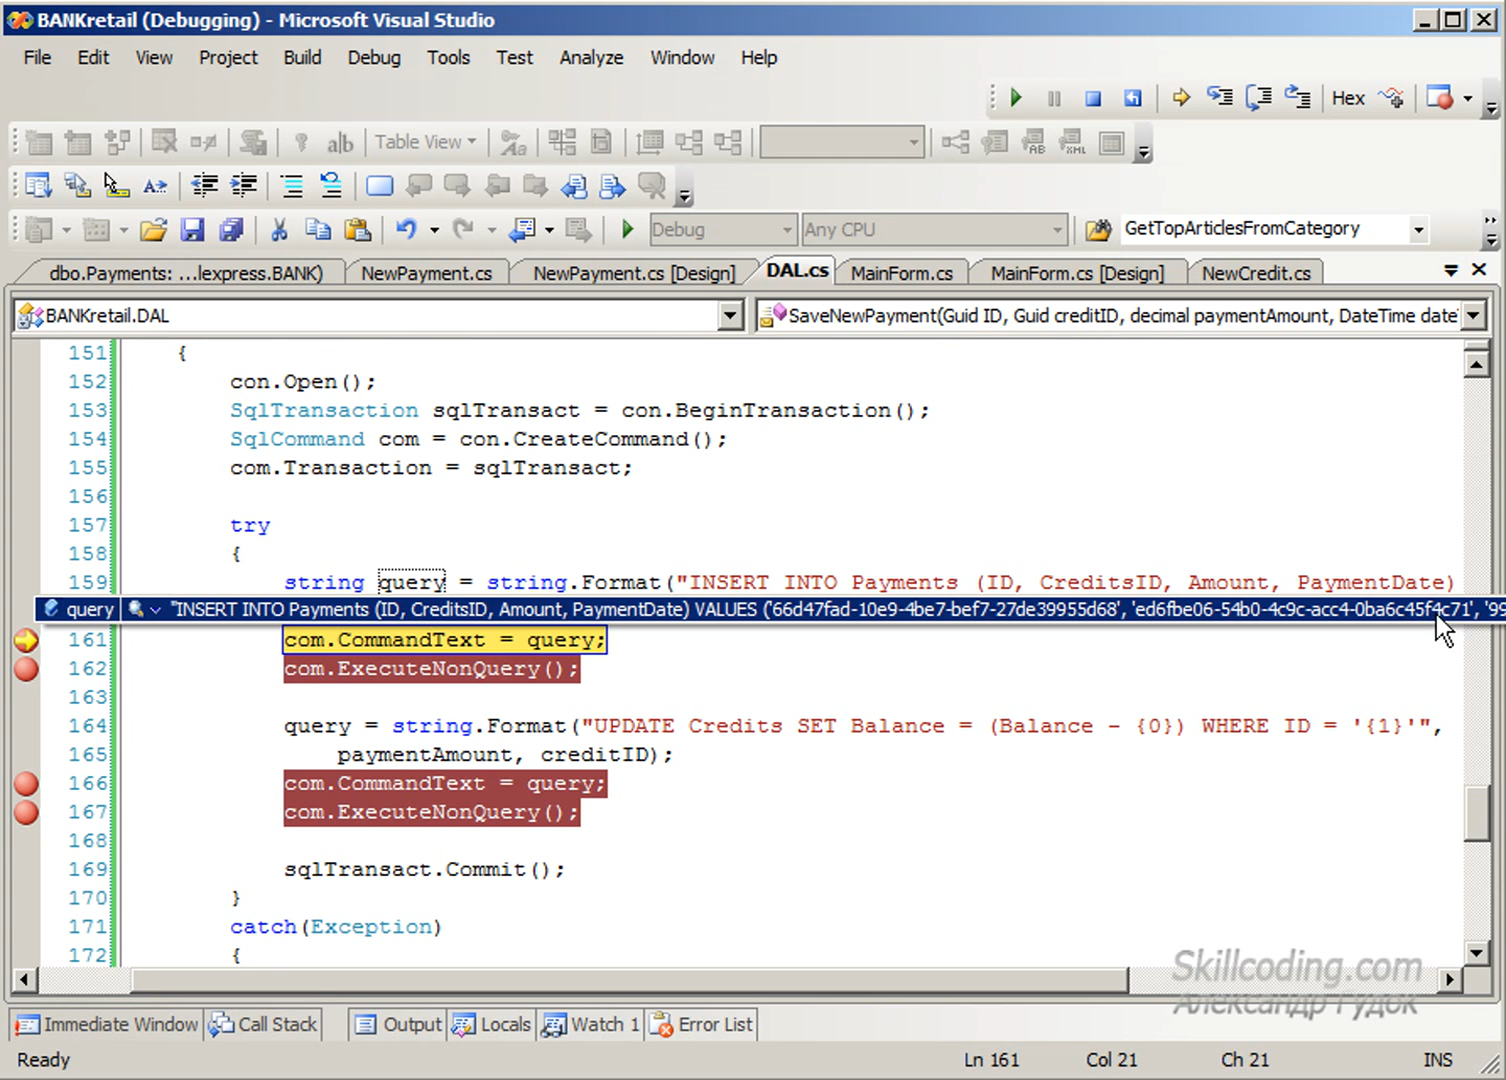 BANKretail (Debugging) - Microsoft Visual Studio
File Edit View Project Build Debug Tools Test Analyze Window Help
Hex
Table View
Debug Any CPU GetTopArticlesFromCategory
dbo.Payments: ...lexpress.BANK) NewPayment.cs NewPayment.cs [Design] DAL.cs MainForm.cs MainForm.cs [Design] NewCredit.cs
BANKretail.DAL SaveNewPayment(Guid ID, Guid creditID, decimal paymentAmount, DateTime date
151 {
152 con.Open();
153 SqlTransaction sqlTransact = con.BeginTransaction();
154 SqlCommand com = con.CreateCommand();
155 com.Transaction = sqlTransact;
156
157 try
158 {
159 string query = string.Format("INSERT INTO Payments (ID, CreditsID, Amount, PaymentDate)
query "INSERT INTO Payments (ID, CreditsID, Amount, PaymentDate) VALUES ('66d47fad-10e9-4be7-bef7-27de39955d68', 'ed6fbe06-54b0-4c9c-acc4-0ba6c45f4c71', '99
161 com.CommandText = query;
162 com.ExecuteNonQuery();
163
164 query = string.Format("UPDATE Credits SET Balance = (Balance - {0}) WHERE ID = '{1}'",
165 paymentAmount, creditID);
166 com.CommandText = query;
167 com.ExecuteNonQuery();
168
169 sqlTransact.Commit();
170 }
171 catch(Exception)
172 {
Skillcoding.com
Александр Гудок
Immediate Window Call Stack Output Locals Watch 1 Error List
Ready Ln 161 Col 21 Ch 21 INS